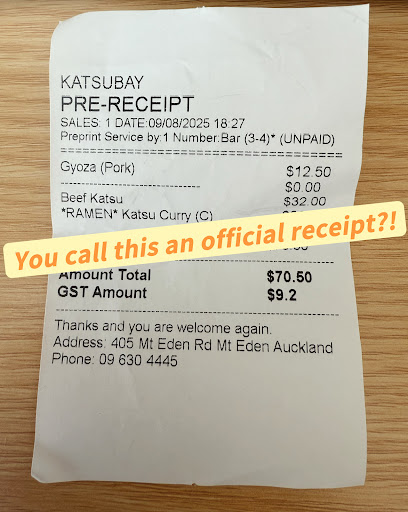 KATSUBAY
PRE-RECEIPT
SALES: 1 DATE:09/08/2025 18:27
Preprint Service by:1 Number:Bar (3-4)* (UNPAID)
Gyoza (Pork) $12.50
$0.00
Beef Katsu $32.00
*RAMEN* Katsu Curry (C)
You call this an official receipt?!
Amount Total $70.50
GST Amount $9.2
Thanks and you are welcome again.
Address: 405 Mt Eden Rd Mt Eden Auckland
Phone: 09 630 4445